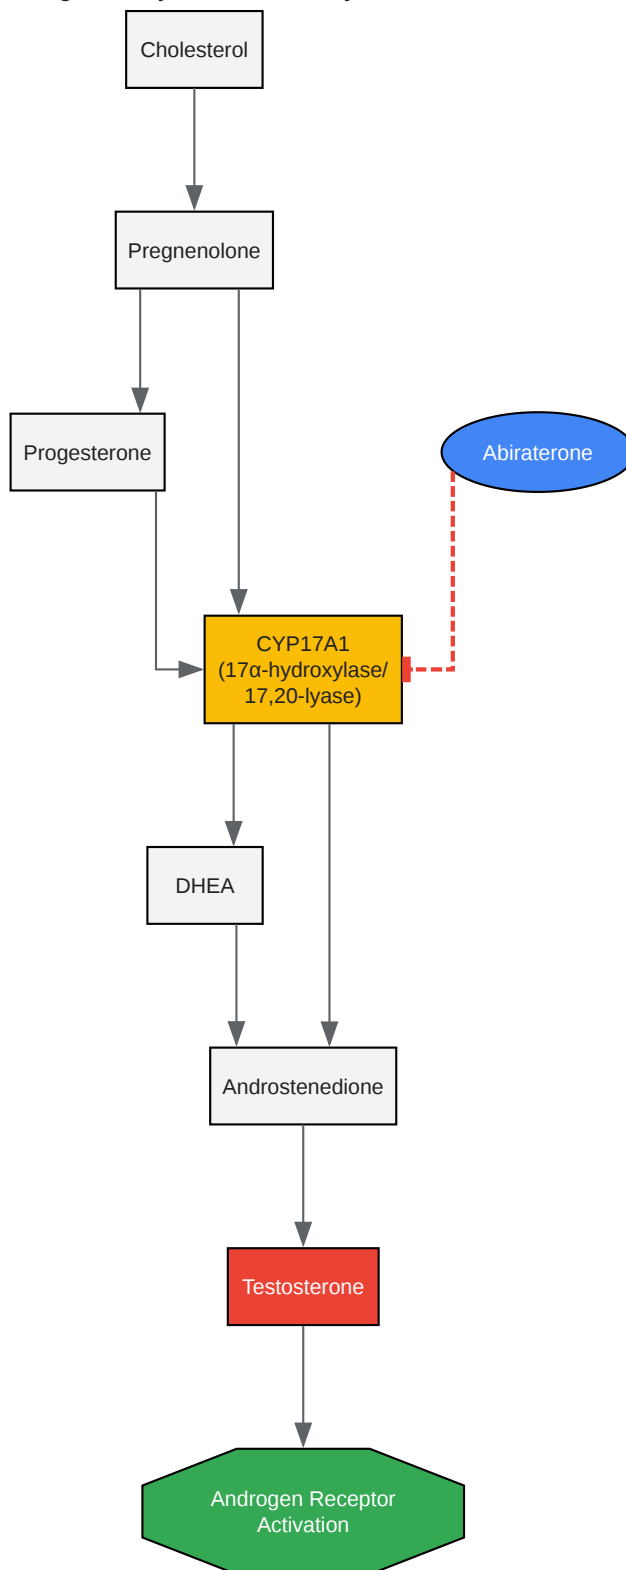 Cholesterol
Pregnenolone
Progesterone
Abiraterone
CYP17A1
(17α-hydroxylase/
17,20-lyase)
DHEA
Androstenedione
Testosterone
Androgen Receptor
Activation